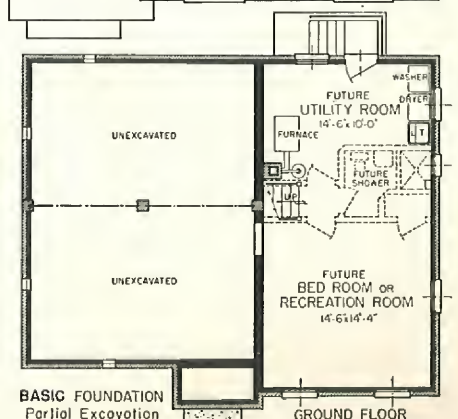 WASHER
FUTURE
UTILITY ROOM
14'-6"x10'-0"
DRYER
FURNACE
L T
UNEXCAVATED
FUTURE
SHOWER
UP
FUTURE
BED ROOM OR
RECREATION ROOM
14'-6"x14'-4"
UNEXCAVATED
BASIC FOUNDATION
Partial Excavation
GROUND FLOOR